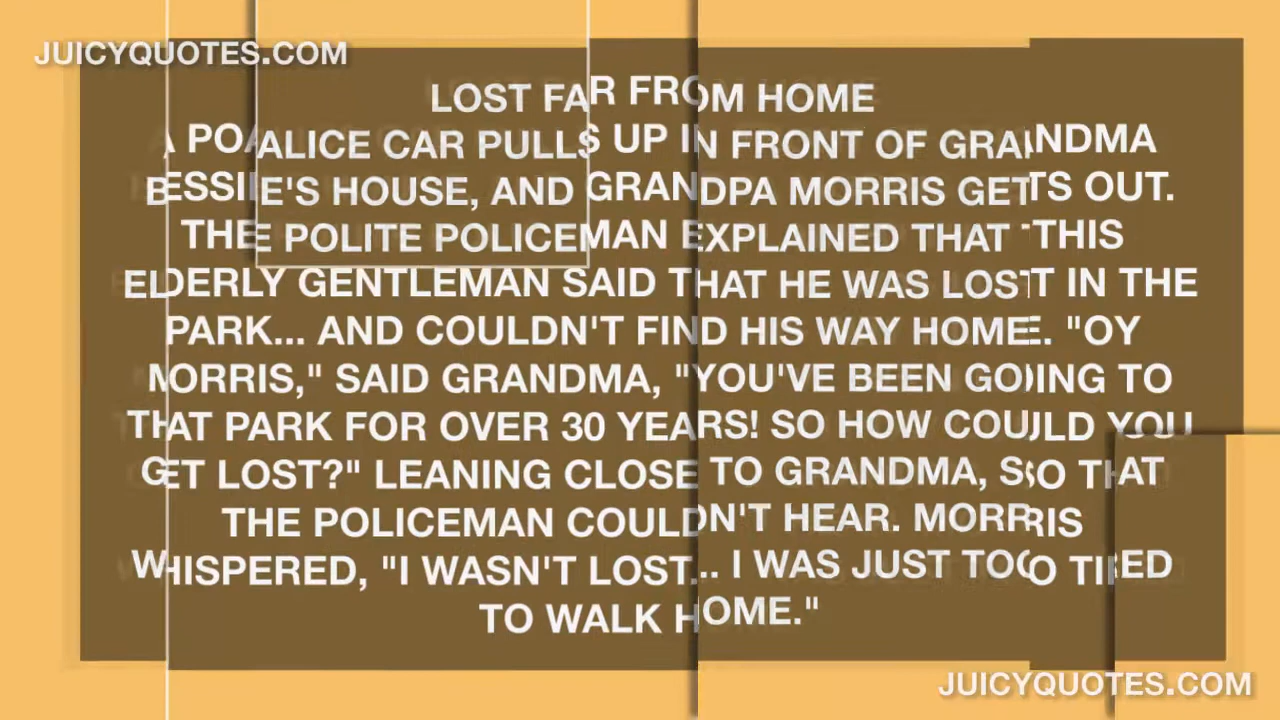 JUICYQUOTES.COM
LOST FAR FROM HOME
A POALICE CAR PULLS UP IN FRONT OF GRANDMA
BESSIE'S HOUSE, AND GRANDPA MORRIS GETS OUT.
THE POLITE POLICEMAN EXPLAINED THAT THIS
ELDERLY GENTLEMAN SAID THAT HE WAS LOST IN THE
PARK... AND COULDN'T FIND HIS WAY HOME. "OY
MORRIS," SAID GRANDMA, "YOU'VE BEEN GOING TO
THAT PARK FOR OVER 30 YEARS! SO HOW COULD YOU
GET LOST?" LEANING CLOSE TO GRANDMA, SO THAT
THE POLICEMAN COULDN'T HEAR. MORRIS
WHISPERED, "I WASN'T LOST... I WAS JUST TOO TIRED
TO WALK HOME."
JUICYQUOTES.COM